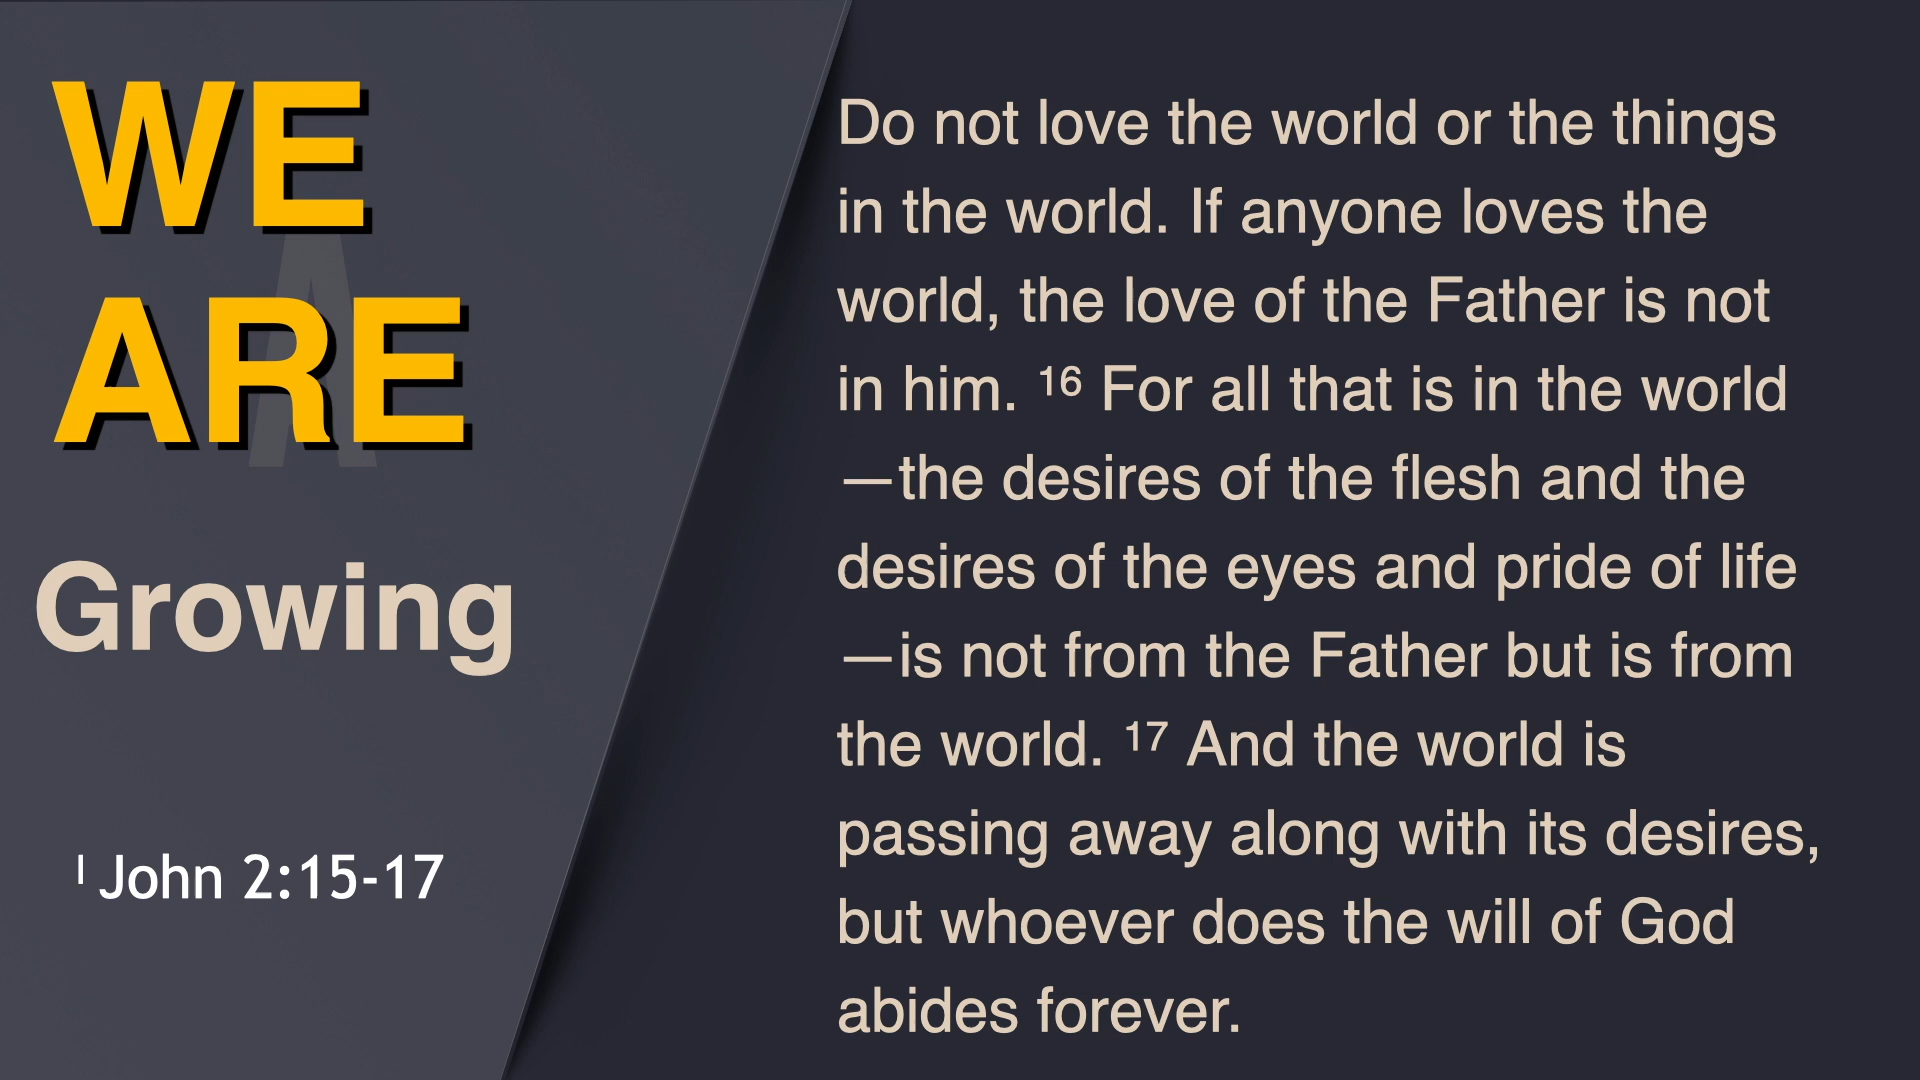 WE
ARE
A
Growing
I John 2:15-17
Do not love the world or the things
in the world. If anyone loves the
world, the love of the Father is not
in him. 16 For all that is in the world
—the desires of the flesh and the
desires of the eyes and pride of life
—is not from the Father but is from
the world. 17 And the world is
passing away along with its desires,
but whoever does the will of God
abides forever.